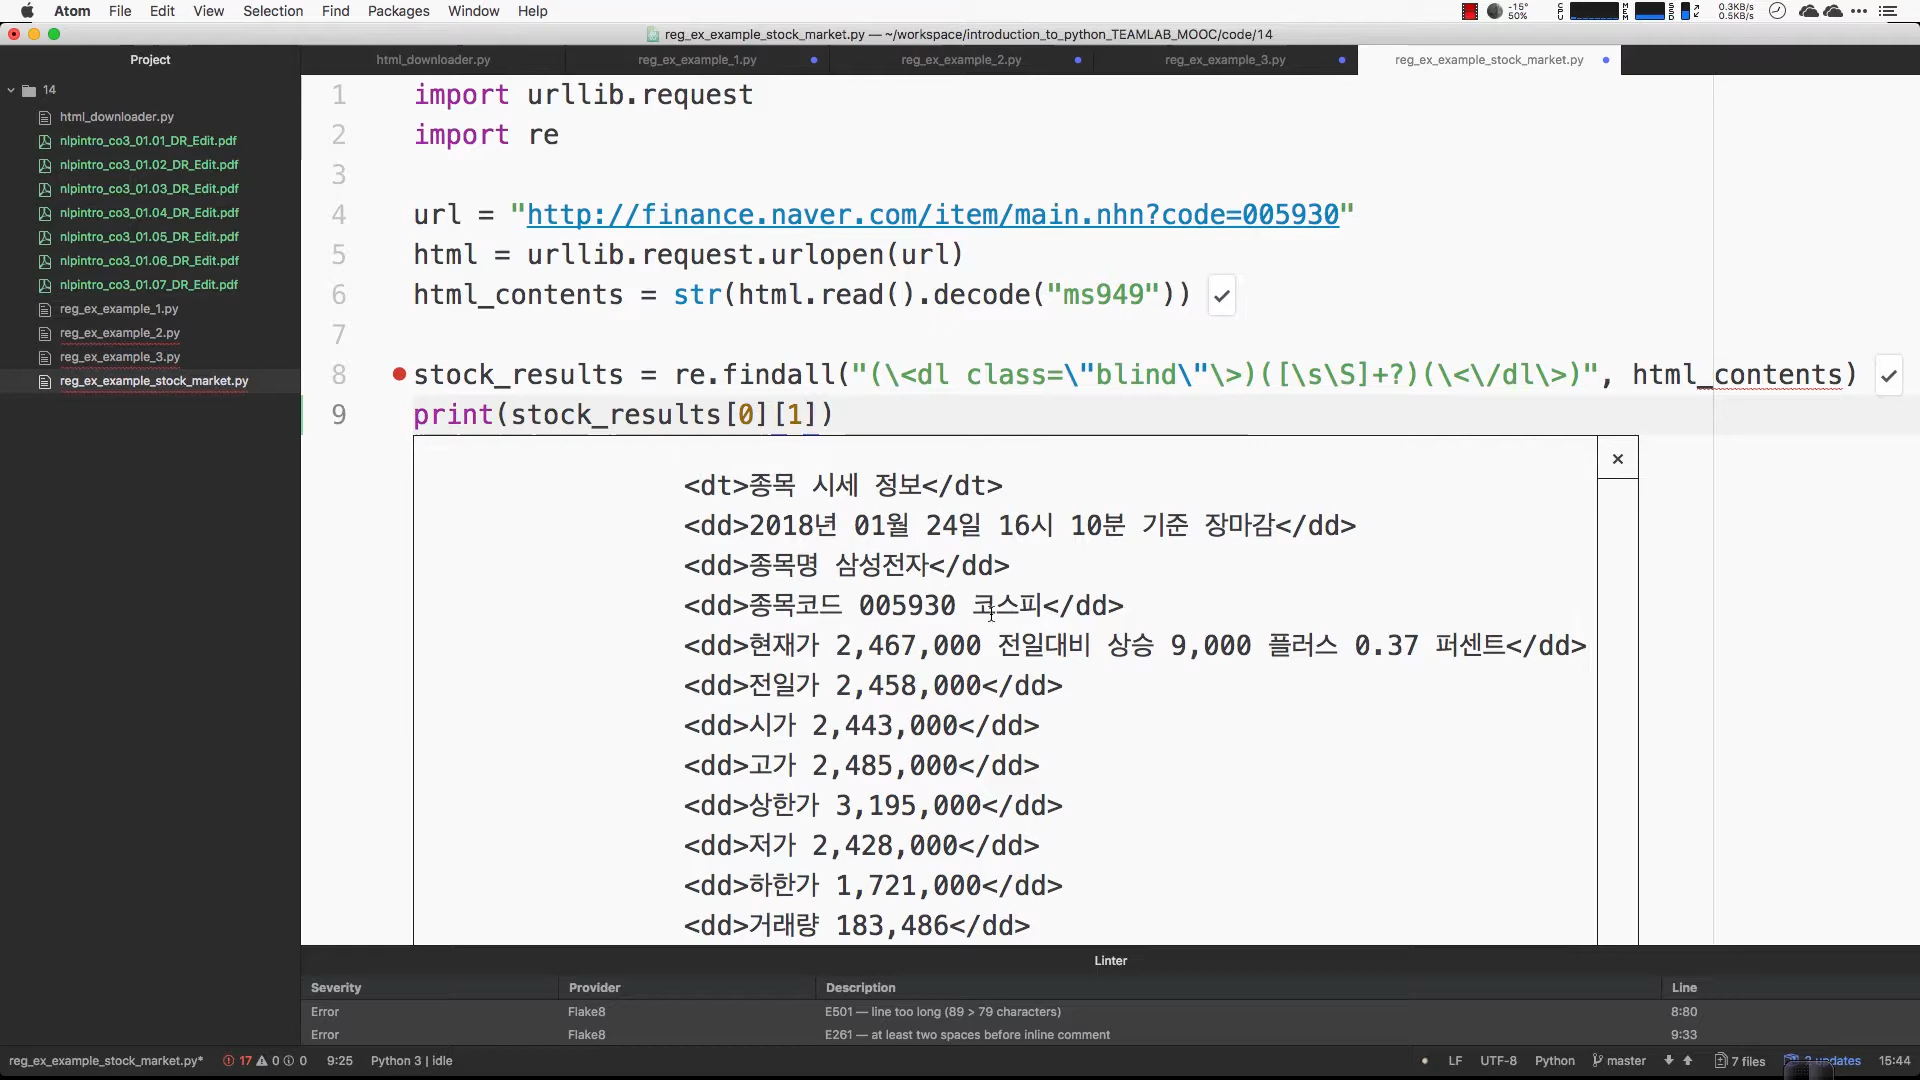 Atom File Edit View Selection Find Packages Window Help
-15°
50%
0.3KB/s
0.5KB/s
reg_ex_example_stock_market.py — ~/workspace/introduction_to_python_TEAMLAB_MOOC/code/14
Project
html_downloader.py
reg_ex_example_1.py
reg_ex_example_2.py
reg_ex_example_3.py
reg_ex_example_stock_market.py
14
html_downloader.py
nlpintro_co3_01.01_DR_Edit.pdf
nlpintro_co3_01.02_DR_Edit.pdf
nlpintro_co3_01.03_DR_Edit.pdf
nlpintro_co3_01.04_DR_Edit.pdf
nlpintro_co3_01.05_DR_Edit.pdf
nlpintro_co3_01.06_DR_Edit.pdf
nlpintro_co3_01.07_DR_Edit.pdf
reg_ex_example_1.py
reg_ex_example_2.py
reg_ex_example_3.py
reg_ex_example_stock_market.py
1 import urllib.request
2 import re
3
4 url = "http://finance.naver.com/item/main.nhn?code=005930"
5 html = urllib.request.urlopen(url)
6 html_contents = str(html.read().decode("ms949"))
7
8 stock_results = re.findall("(\<dl class=\"blind\"\>)([\s\S]+?)(\<\/dl\>)", html_contents)
9 print(stock_results[0][1])
<dt>종목 시세 정보</dt>
<dd>2018년 01월 24일 16시 10분 기준 장마감</dd>
<dd>종목명 삼성전자</dd>
<dd>종목코드 005930 코스피</dd>
<dd>현재가 2,467,000 전일대비 상승 9,000 플러스 0.37 퍼센트</dd>
<dd>전일가 2,458,000</dd>
<dd>시가 2,443,000</dd>
<dd>고가 2,485,000</dd>
<dd>상한가 3,195,000</dd>
<dd>저가 2,428,000</dd>
<dd>하한가 1,721,000</dd>
<dd>거래량 183,486</dd>
Linter
Severity Provider Description Line
Error Flake8 E501 — line too long (89 > 79 characters) 8:80
Error Flake8 E261 — at least two spaces before inline comment 9:33
reg_ex_example_stock_market.py* 17 0 0 9:25 Python 3 | idle LF UTF-8 Python master 7 files 2 updates 15:44